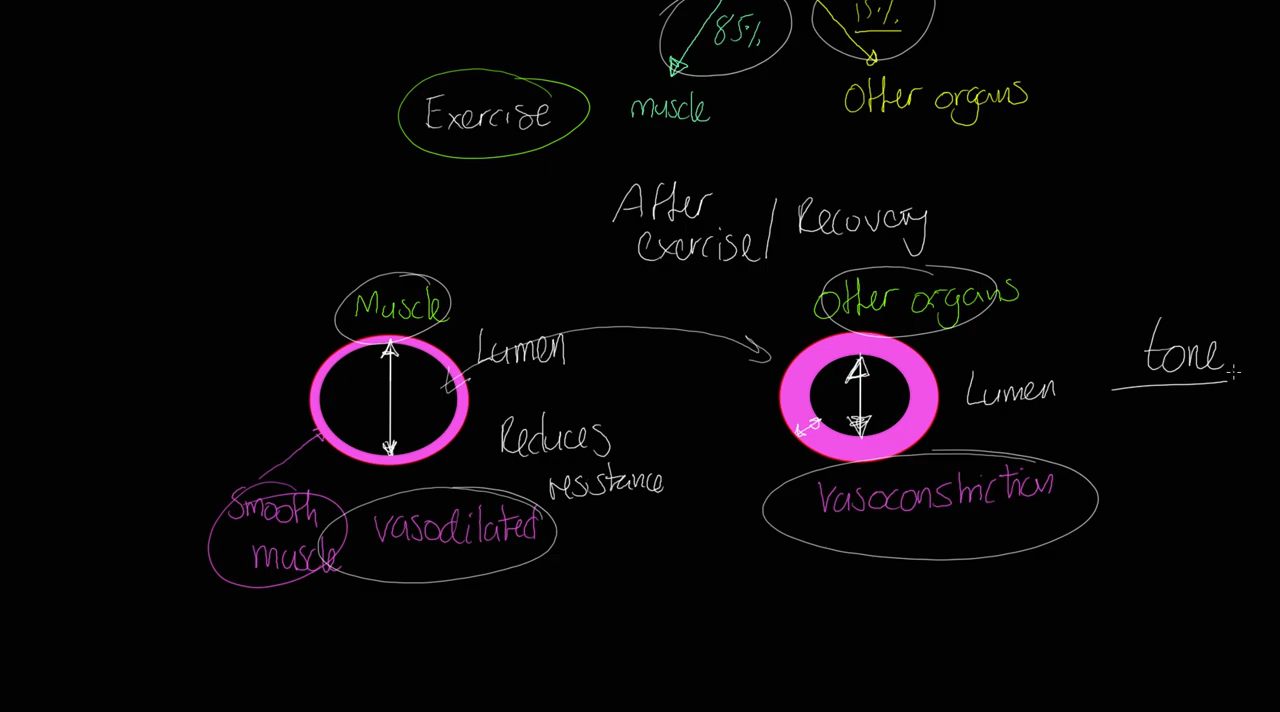 85%
15%
Exercise
muscle
Other organs
After
exercise/ Recovery
Muscle
Other organs
Lumen
tone
Lumen
Reduces
resistance
Smooth
muscle
vasodilated
vasoconstriction